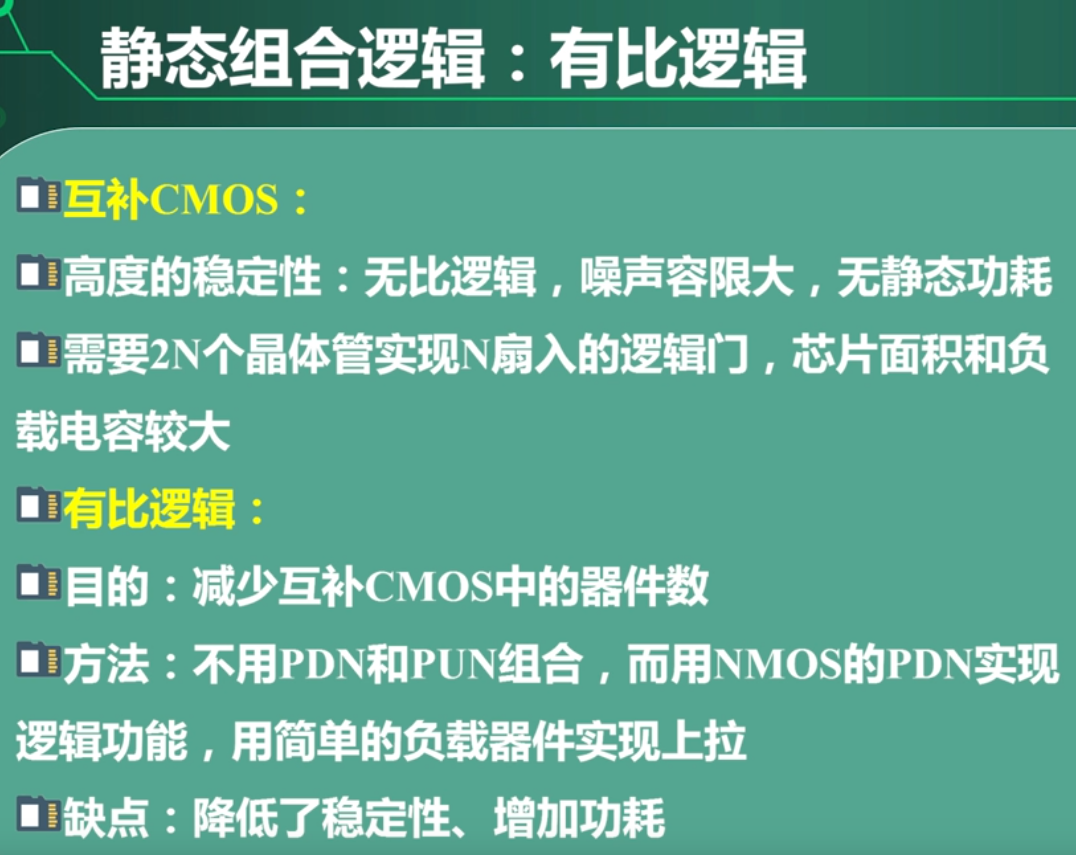 静态组合逻辑：有比逻辑
互补CMOS：
高度的稳定性：无比逻辑，噪声容限大，无静态功耗
需要2N个晶体管实现N扇入的逻辑门，芯片面积和负
载电容较大
有比逻辑：
目的：减少互补CMOS中的器件数
方法：不用PDN和PUN组合，而用NMOS的PDN实现
逻辑功能，用简单的负载器件实现上拉
缺点：降低了稳定性、增加功耗